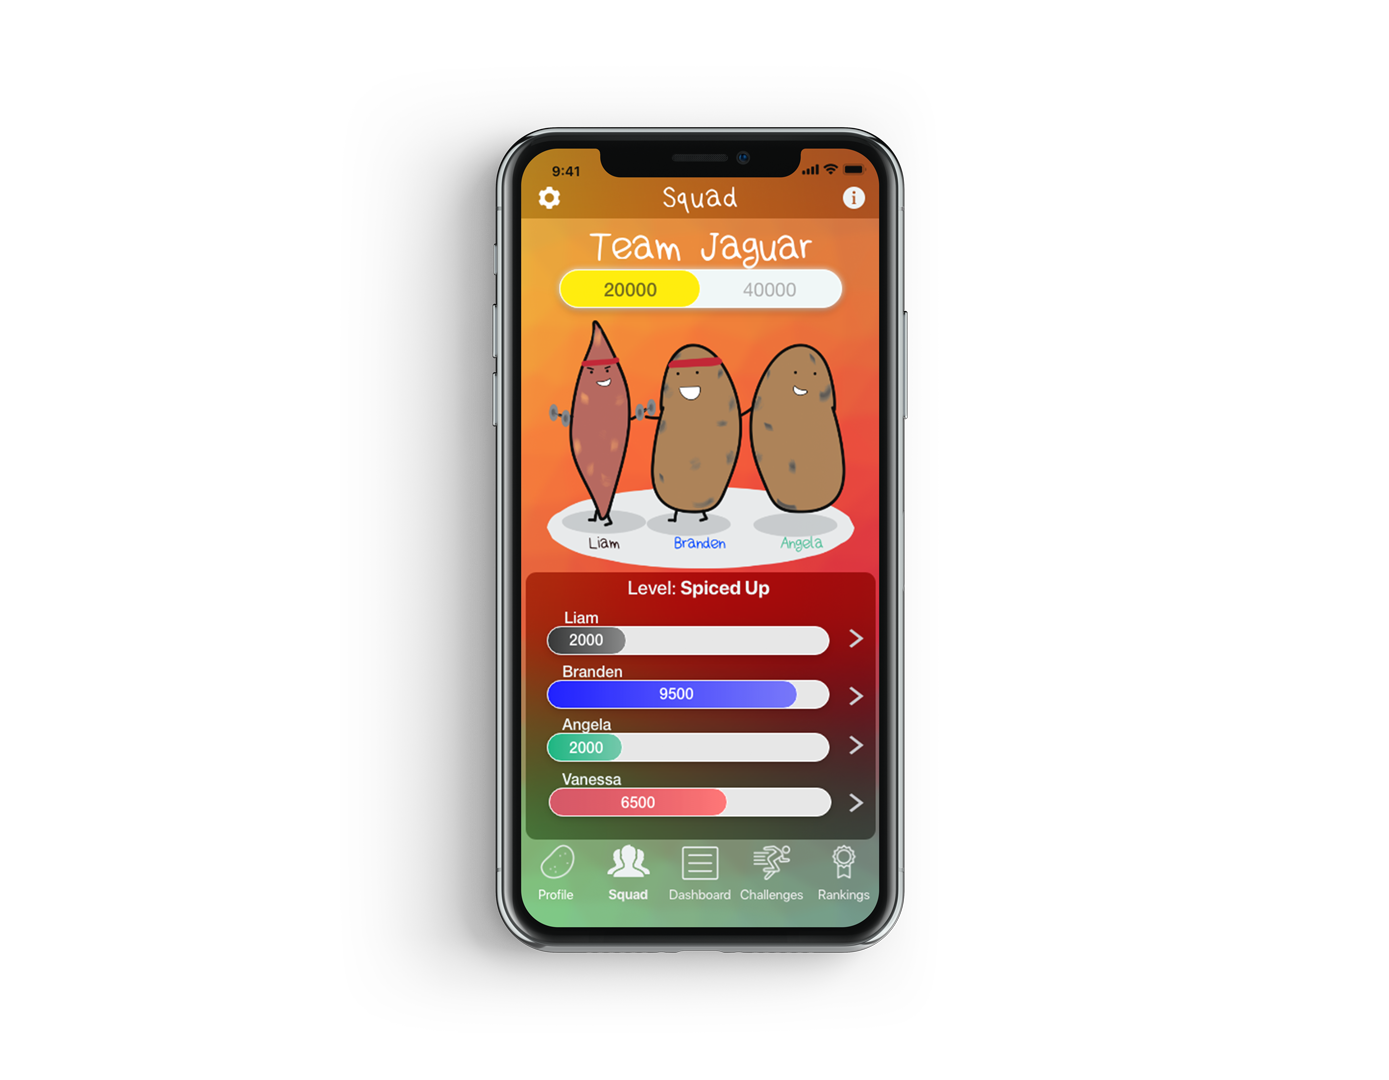 9:41
Squad
Team Jaguar
20000 40000
Liam Branden Angela
Level: Spiced Up
Liam
2000
Branden
9500
Angela
2000
Vanessa
6500
Profile Squad Dashboard Challenges Rankings